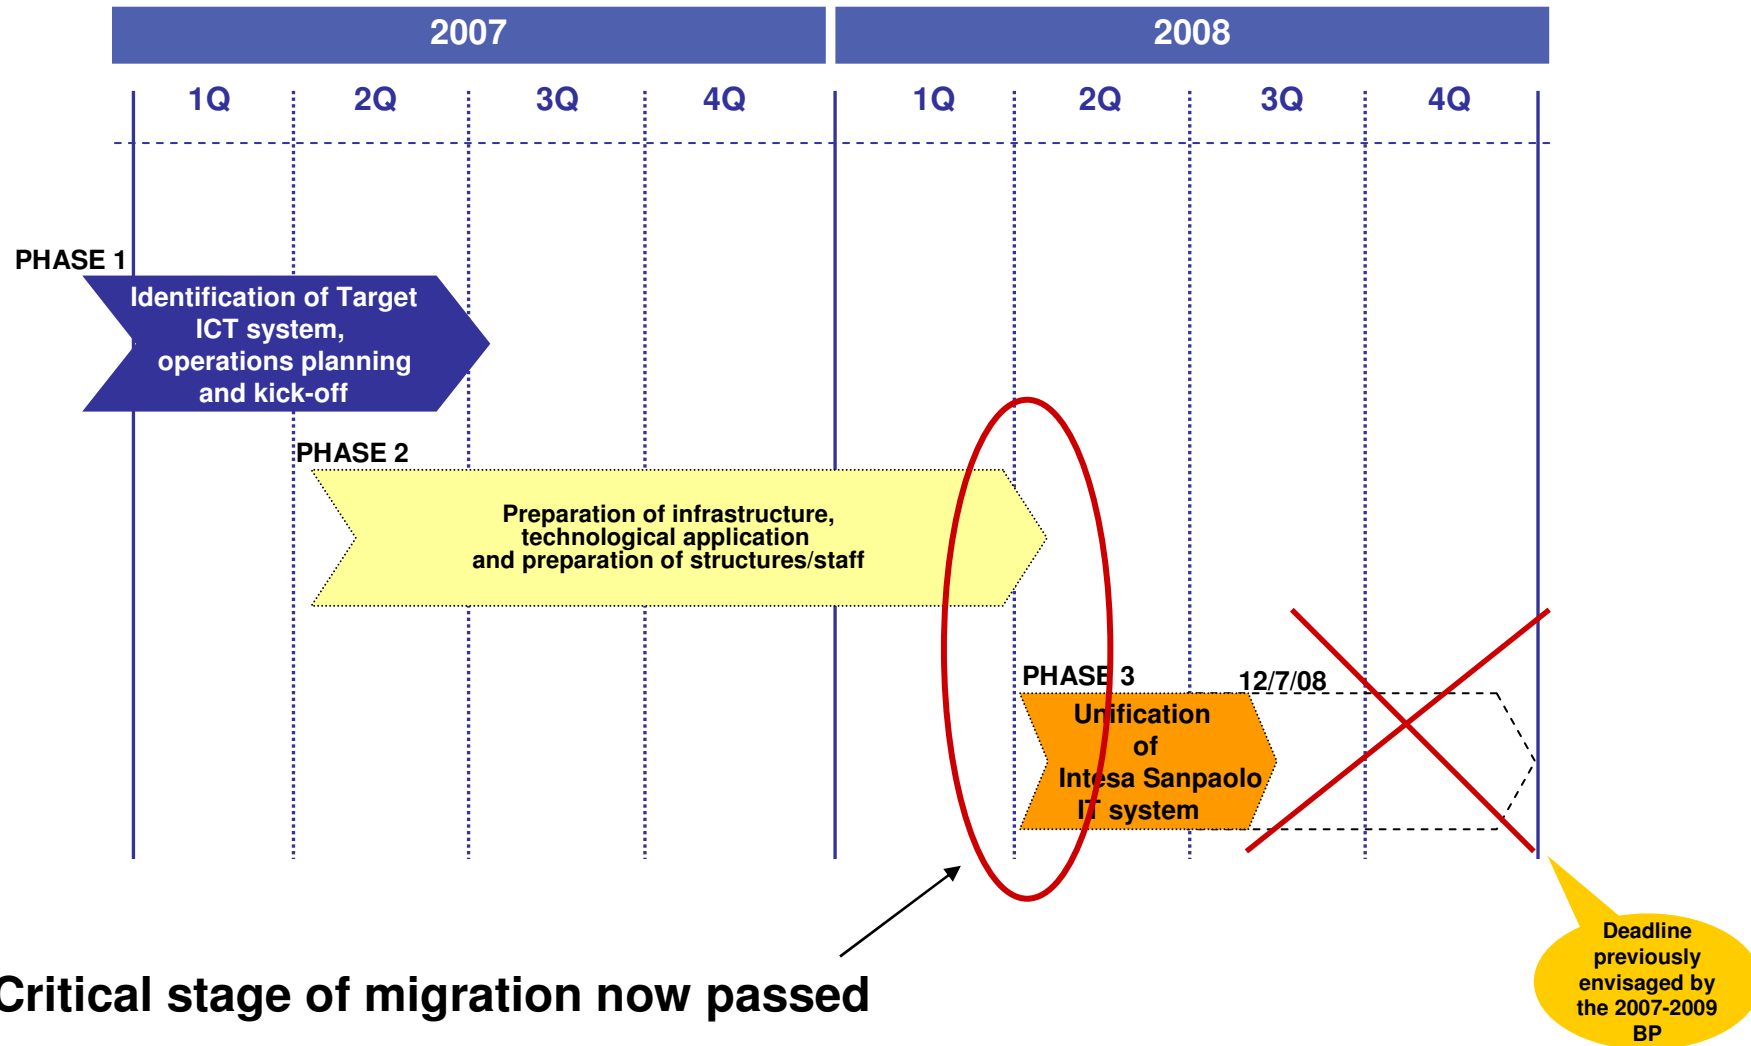 2007
2008
1Q
2Q
3Q
4Q
1Q
2Q
3Q
4Q
PHASE 1
Identification of Target
ICT system,
operations planning
and kick-off
PHASE 2
Preparation of infrastructure,
technological application
and preparation of structures/staff
PHASE 3
12/7/08
Unification
of
Intesa Sanpaolo
IT system
Critical stage of migration now passed
Deadline
previously
envisaged by
the 2007-2009
BP